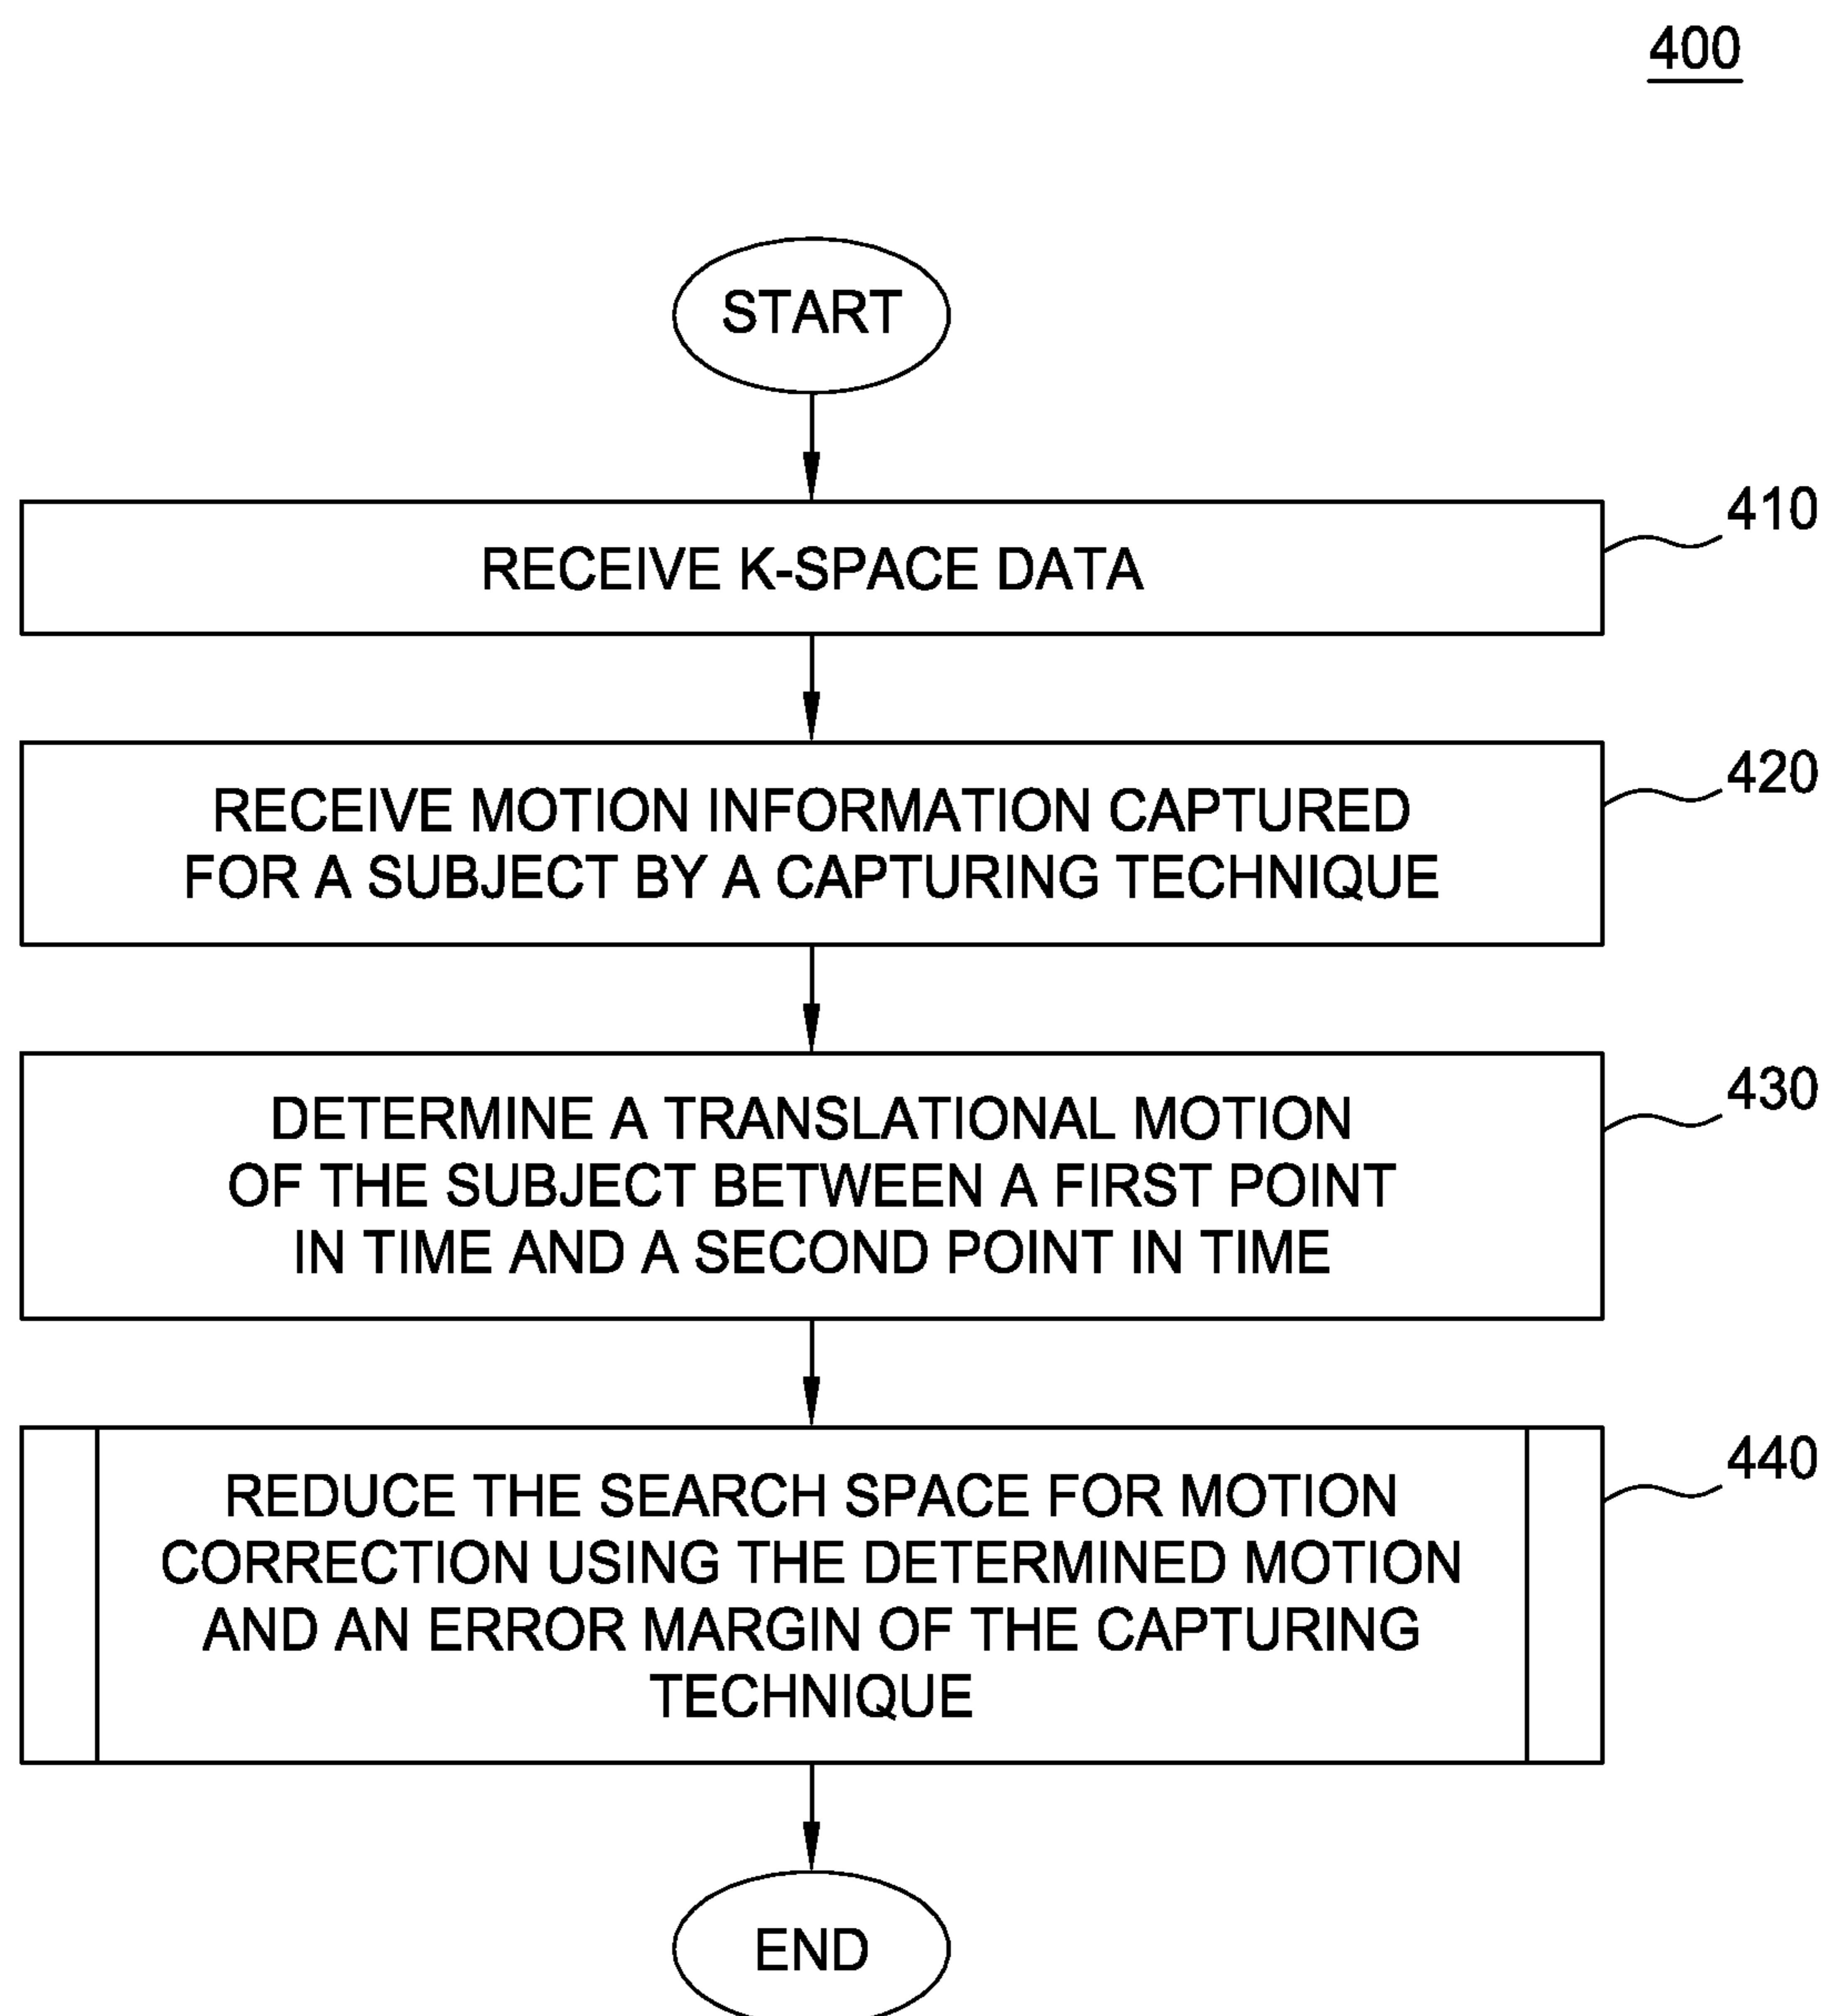 400
START
RECEIVE K-SPACE DATA
410
RECEIVE MOTION INFORMATION CAPTURED
FOR A SUBJECT BY A CAPTURING TECHNIQUE
420
DETERMINE A TRANSLATIONAL MOTION
OF THE SUBJECT BETWEEN A FIRST POINT
IN TIME AND A SECOND POINT IN TIME
430
REDUCE THE SEARCH SPACE FOR MOTION
CORRECTION USING THE DETERMINED MOTION
AND AN ERROR MARGIN OF THE CAPTURING
TECHNIQUE
440
END